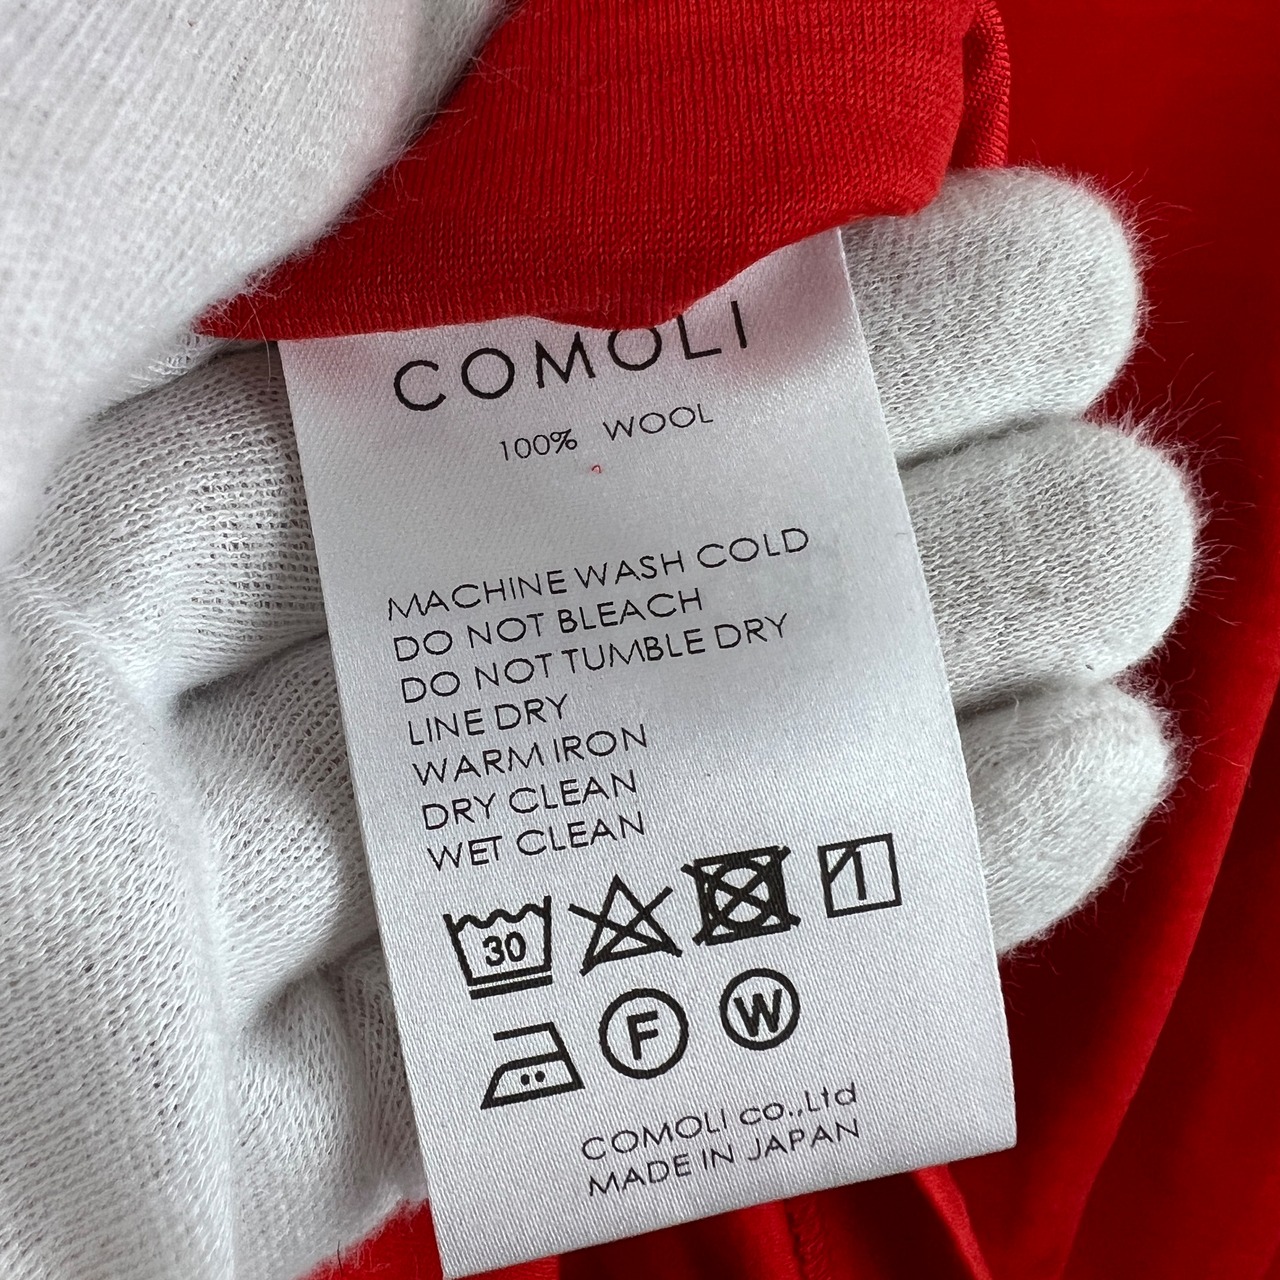 COMOLI
100% WOOL
MACHINE WASH COLD
DO NOT BLEACH
DO NOT TUMBLE DRY
LINE DRY
WARM IRON
DRY CLEAN
WET CLEAN
30
F W
COMOLI co.,Ltd
MADE IN JAPAN